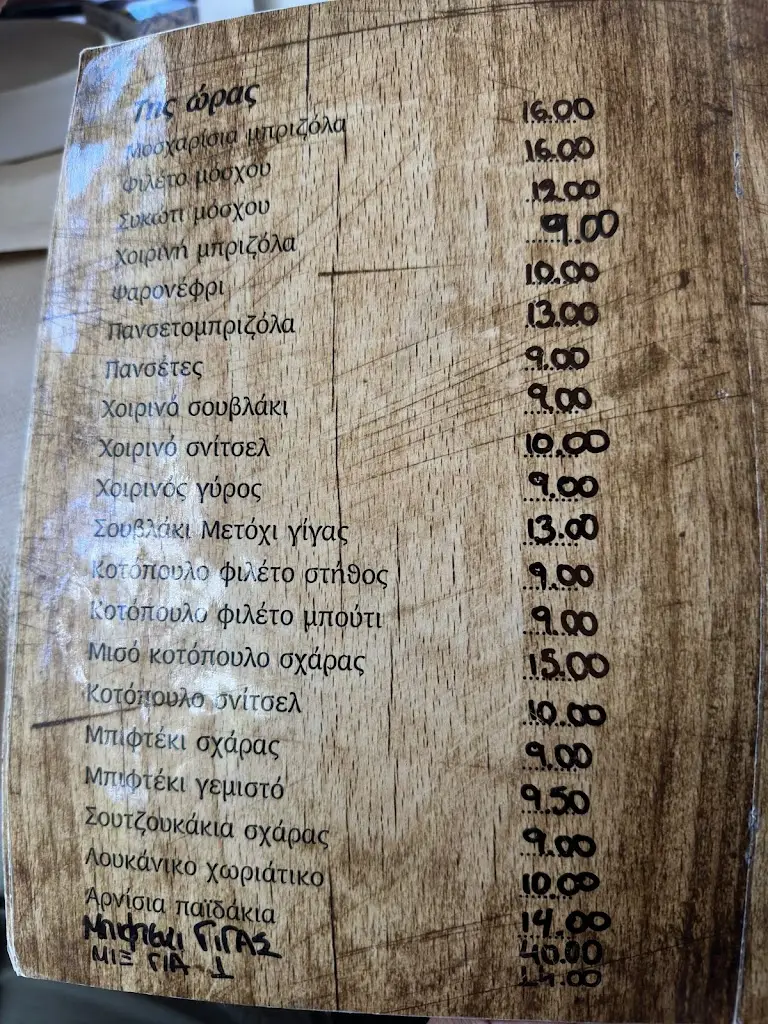 Της ώρας
Μοσχαρίσια μπριζόλα 16.00
Φιλέτο μόσχου 16.00
Συκώτι μόσχου 12.00
Χοιρινή μπριζόλα 9.00
Ψαρονέφρι 10.00
Πανσετομπριζόλα 13.00
Πανσέτες 9.00
Χοιρινό σουβλάκι 9.00
Χοιρινό σνίτσελ 10.00
Χοιρινός γύρος 9.00
Σουβλάκι Μετόχι γίγας 13.00
Κοτόπουλο φιλέτο στήθος 9.00
Κοτόπουλο φιλέτο μπούτι 9.00
Μισό κοτόπουλο σχάρας 15.00
Κοτόπουλο σνίτσελ 10.00
Μπιφτέκι σχάρας 9.00
Μπιφτέκι γεμιστό 9.50
Σουτζουκάκια σχάρας 9.00
Λουκάνικο χωριάτικο 10.00
Αρνίσια παϊδάκια 14.00
ΜΠΙΦΤΕΚΙ ΓΙΓΑΣ 40.00
ΜΙΞ ΓΙΑ 1